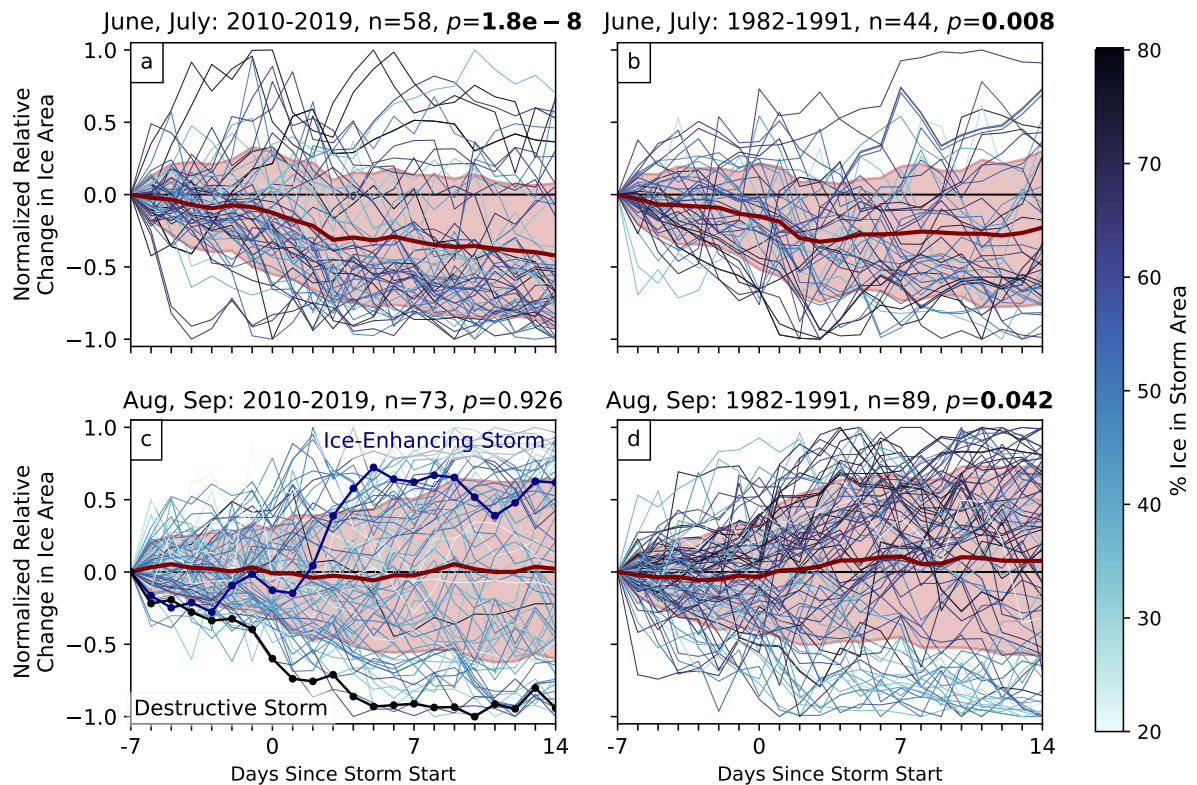 June, July: 2010-2019, n=58, p=1.8e − 8
June, July: 1982-1991, n=44, p=0.008
a
b
1.0
0.5
0.0
−0.5
−1.0
Normalized Relative
Change in Ice Area
Aug, Sep: 2010-2019, n=73, p=0.926
Aug, Sep: 1982-1991, n=89, p=0.042
c
d
Ice-Enhancing Storm
Destructive Storm
1.0
0.5
0.0
−0.5
−1.0
Normalized Relative
Change in Ice Area
-7
0
7
14
-7
0
7
14
Days Since Storm Start
Days Since Storm Start
80
70
60
50
40
30
20
% Ice in Storm Area